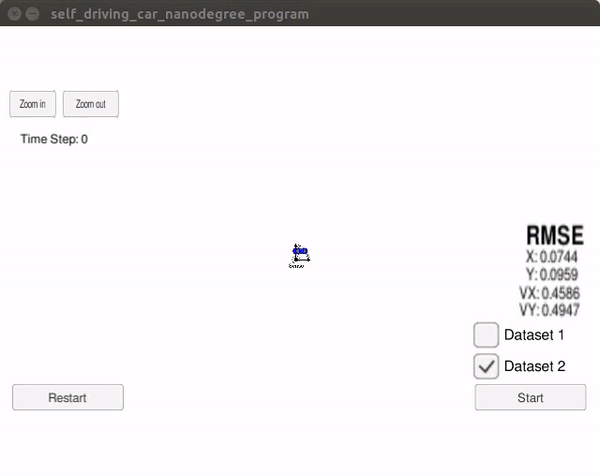 self_driving_car_nanodegree_program
Zoom in
Zoom out
Time Step: 0
RMSE
X: 0.0744
Y: 0.0959
VX: 0.4586
VY: 0.4947
Dataset 1
Dataset 2
Restart
Start